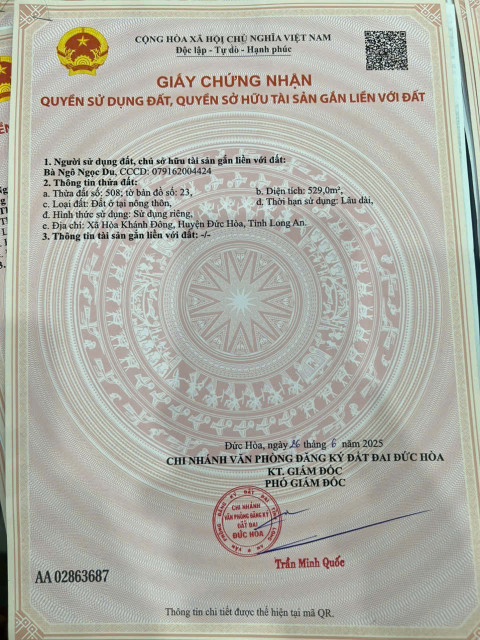 CỘNG HÒA XÃ HỘI CHỦ NGHĨA VIỆT NAM
Độc lập - Tự do - Hạnh phúc
GIẤY CHỨNG NHẬN
QUYỀN SỬ DỤNG ĐẤT, QUYỀN SỞ HỮU TÀI SẢN GẮN LIỀN VỚI ĐẤT
1. Người sử dụng đất, chủ sở hữu tài sản gắn liền với đất:
Bà Ngô Ngọc Du, CCCD: 079162004424
2. Thông tin thửa đất:
a. Thửa đất số: 508; tờ bản đồ số: 23, b. Diện tích: 529,0m²,
c. Loại đất: Đất ở tại nông thôn, d. Thời hạn sử dụng: Lâu dài,
đ. Hình thức sử dụng: Sử dụng riêng,
e. Địa chỉ: Xã Hòa Khánh Đông, Huyện Đức Hòa, Tỉnh Long An.
3. Thông tin tài sản gắn liền với đất: -/-
Đức Hòa, ngày 26 tháng 6 năm 2025
CHI NHÁNH VĂN PHÒNG ĐĂNG KÝ ĐẤT ĐAI ĐỨC HÒA
KT. GIÁM ĐỐC
PHÓ GIÁM ĐỐC
CHI NHÁNH
VĂN PHÒNG ĐĂNG KÝ
ĐẤT ĐAI
ĐỨC HÒA
Trần Minh Quốc
AA 02863687
Thông tin chi tiết được thể hiện tại mã QR.